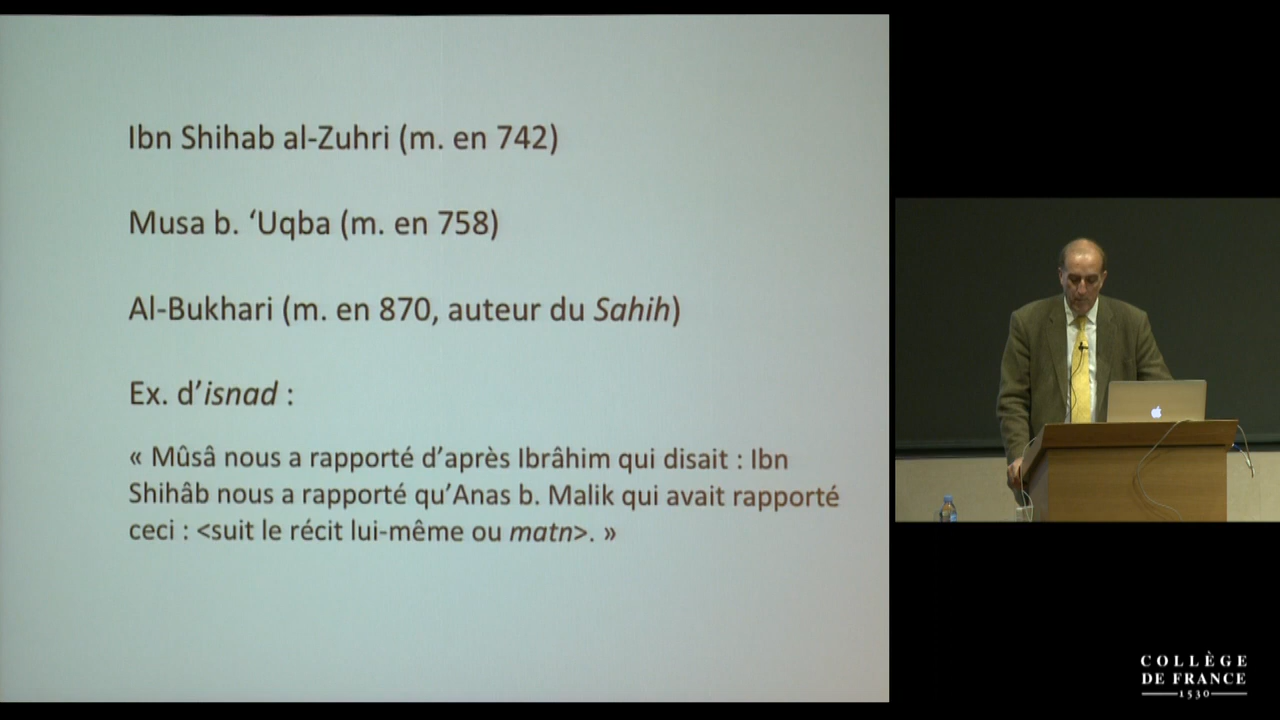 Ibn Shihab al-Zuhri (m. en 742)
Musa b. ‘Uqba (m. en 758)
Al-Bukhari (m. en 870, auteur du Sahih)
Ex. d’isnad :
« Mûsâ nous a rapporté d’après Ibrâhim qui disait : Ibn
Shihâb nous a rapporté qu’Anas b. Malik qui avait rapporté
ceci : <suit le récit lui-même ou matn>. »
COLLÈGE
DE FRANCE
1530